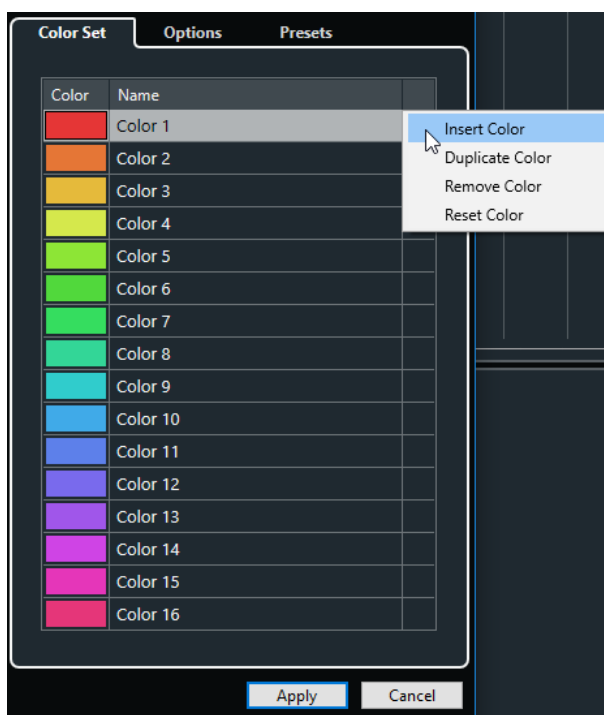 Color Set Options Presets
Color Name
Color 1
Insert Color
Color 2
Duplicate Color
Color 3
Remove Color
Color 4
Reset Color
Color 5
Color 6
Color 7
Color 8
Color 9
Color 10
Color 11
Color 12
Color 13
Color 14
Color 15
Color 16
Apply Cancel